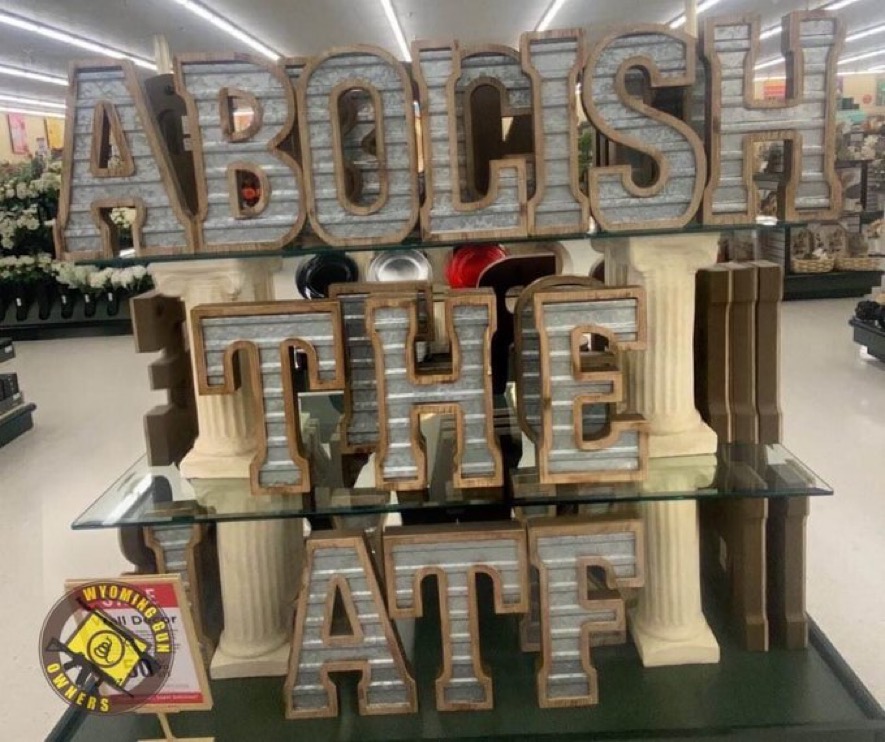 ABOLISH
THE
ATF
WYOMING GUN
OWNERS